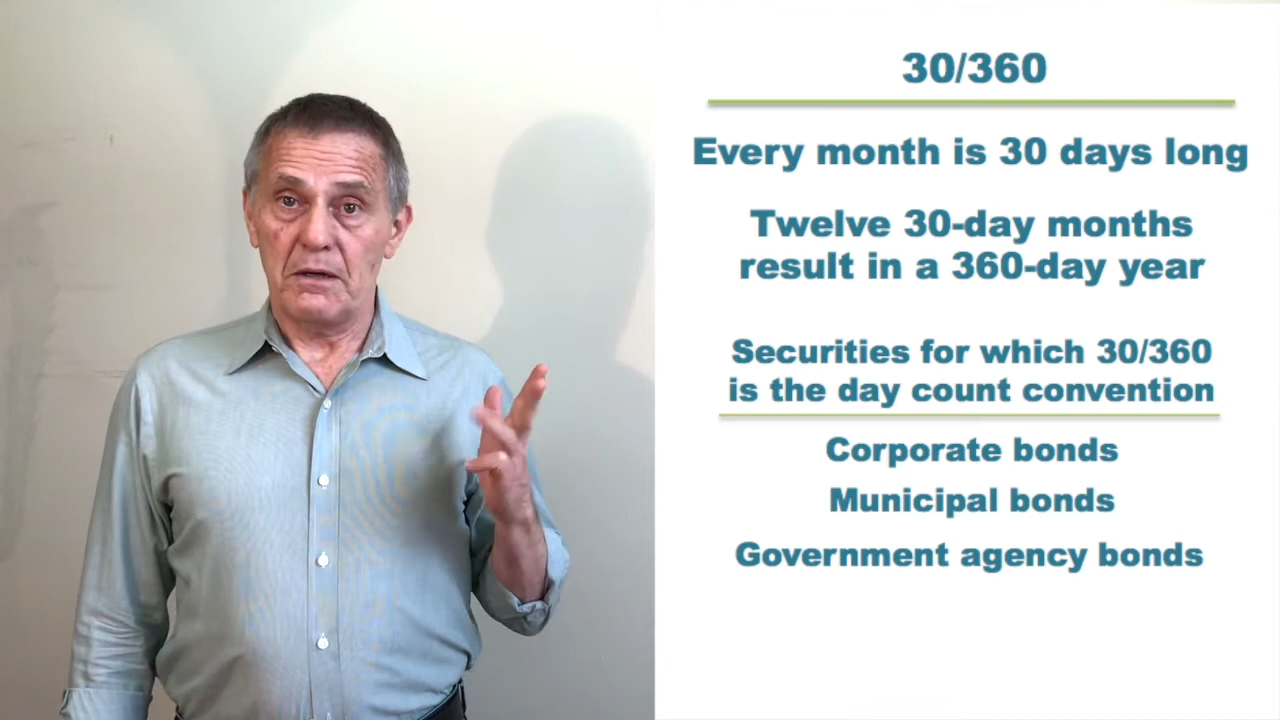 30/360
Every month is 30 days long
Twelve 30-day months
result in a 360-day year
Securities for which 30/360
is the day count convention
Corporate bonds
Municipal bonds
Government agency bonds